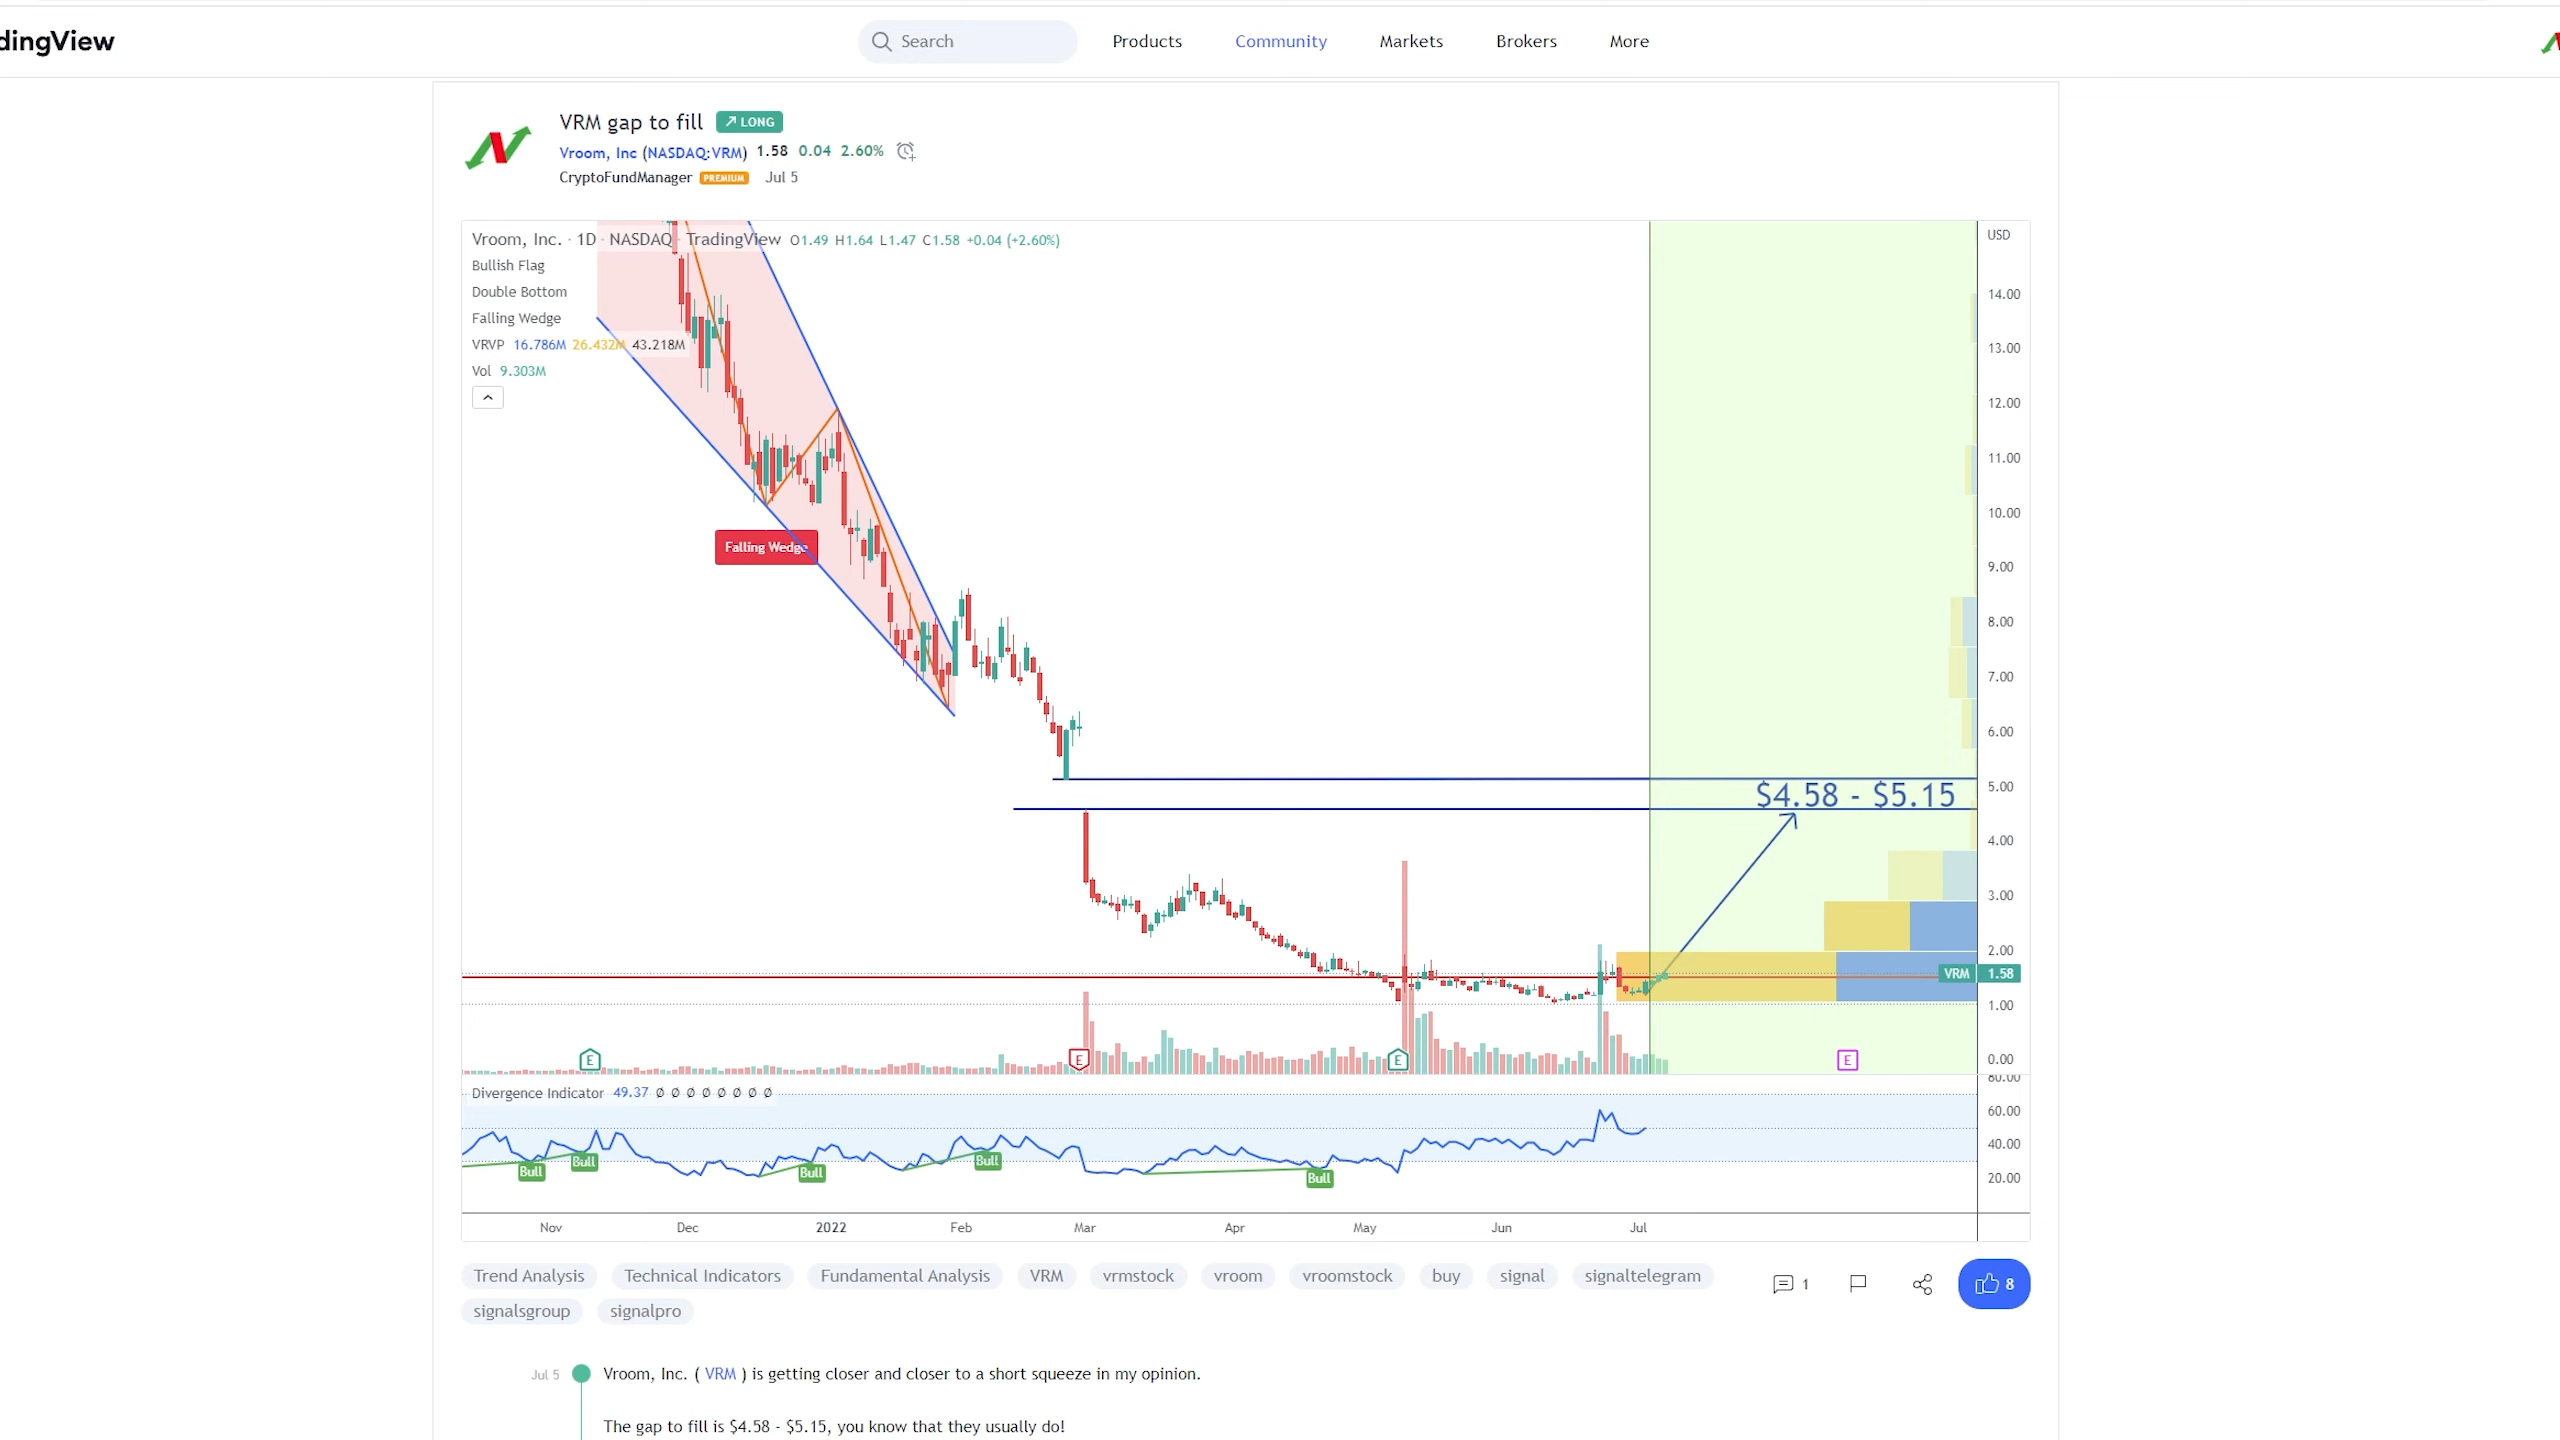 dingView
Search
Products
Community
Markets
Brokers
More
VRM gap to fill
LONG
Vroom, Inc (NASDAQ:VRM) 1.58 0.04 2.60%
CryptoFundManager PREMIUM Jul 5
Vroom, Inc. · 1D · NASDAQ · TradingView O1.49 H1.64 L1.47 C1.58 +0.04 (+2.60%)
Bullish Flag
Double Bottom
Falling Wedge
VRVP 16.786M 26.432M 43.218M
Vol 9.303M
USD
14.00
13.00
12.00
11.00
10.00
9.00
8.00
7.00
6.00
5.00
4.00
3.00
2.00
VRM 1.58
1.00
0.00
Falling Wedge
$4.58 - $5.15
E
E
E
E
Divergence Indicator 49.37 Ø Ø Ø Ø Ø Ø Ø Ø
80.00
60.00
40.00
20.00
Bull
Bull
Bull
Bull
Bull
Nov
Dec
2022
Feb
Mar
Apr
May
Jun
Jul
Trend Analysis
Technical Indicators
Fundamental Analysis
VRM
vrmstock
vroom
vroomstock
buy
signal
signaltelegram
1
8
signalsgroup
signalpro
Jul 5
Vroom, Inc. ( VRM ) is getting closer and closer to a short squeeze in my opinion.
The gap to fill is $4.58 - $5.15, you know that they usually do!